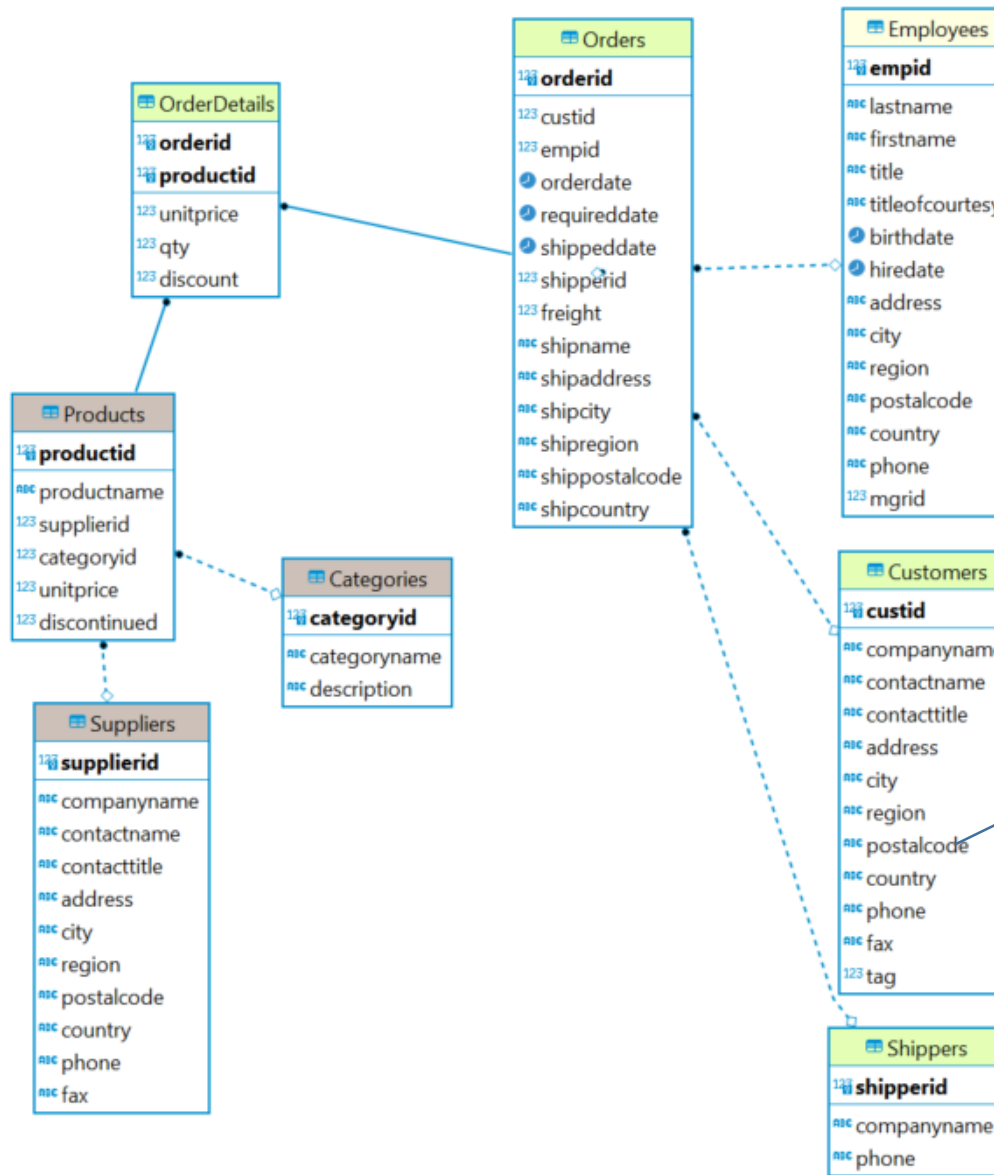 OrderDetails
orderid
productid
unitprice
qty
discount
Products
productid
productname
supplierid
categoryid
unitprice
discontinued
Categories
categoryid
categoryname
description
Suppliers
supplierid
companyname
contactname
contacttitle
address
city
region
postalcode
country
phone
fax
Orders
orderid
custid
empid
orderdate
requireddate
shippeddate
shipperid
freight
shipname
shipaddress
shipcity
shipregion
shippostalcode
shipcountry
Employees
empid
lastname
firstname
title
titleofcourtesy
birthdate
hiredate
address
city
region
postalcode
country
phone
mgrid
Customers
custid
companyname
contactname
contacttitle
address
city
region
postalcode
country
phone
fax
tag
Shippers
shipperid
companyname
phone